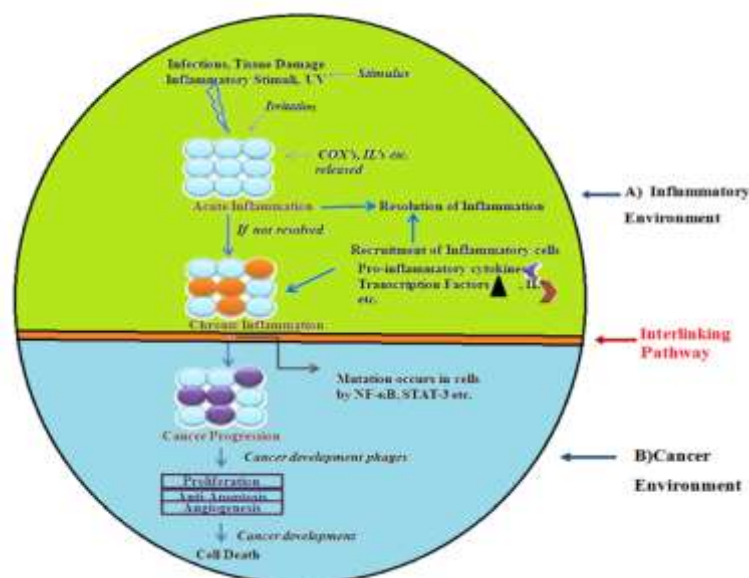 Infections, Tissue Damage
Inflammatory Stimuli, UV
Stimulus
Irritation
COX's, IL's etc.
released
Acute Inflammation
Resolution of Inflammation
If not resolved
Recruitment of Inflammatory cells
Pro-inflammatory cytokines
Transcription Factors
etc.
Chronic Inflammation
Mutation occurs in cells
by NF-κB, STAT-3 etc.
Cancer Progression
Cancer development phages
Proliferation
Anti Apoptosis
Angiogenesis
Cancer development
Cell Death
A) Inflammatory
Environment
Interlinking
Pathway
B)Cancer
Environment